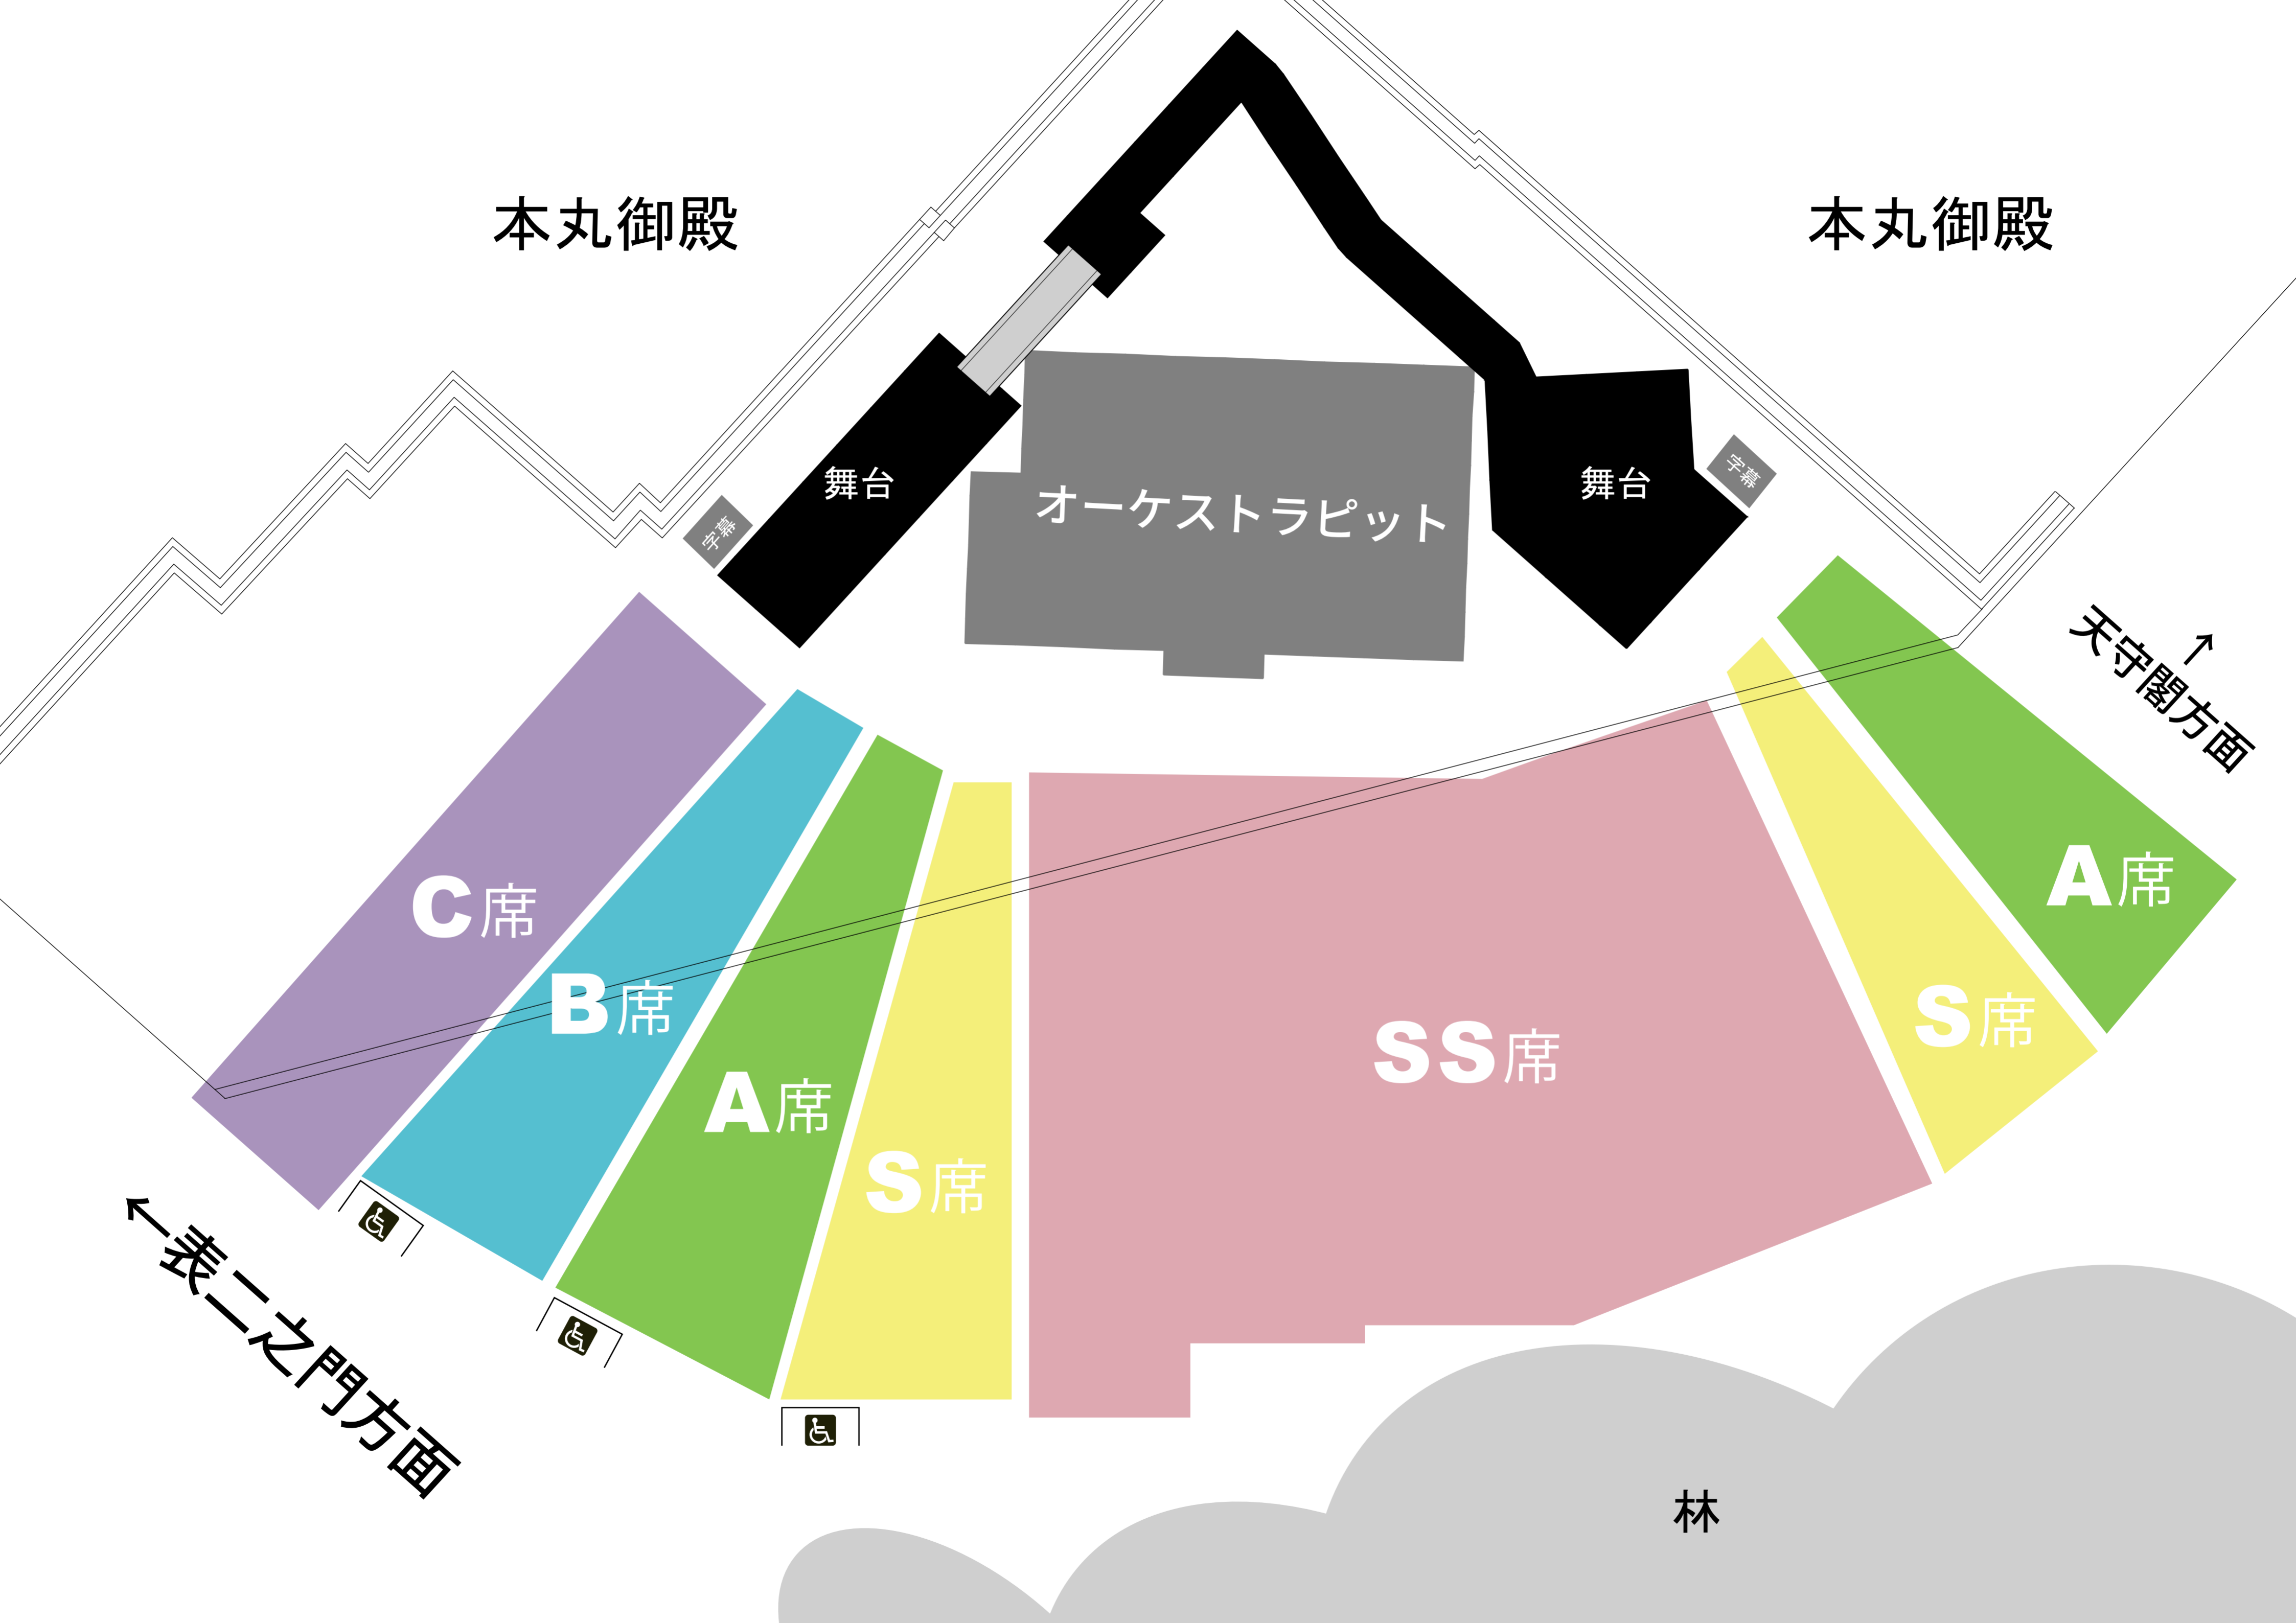 本丸御殿
本丸御殿
舞台
舞台
字幕
字幕
オーケストラピット
↑
天守閣方面
C席
B席
A席
S席
SS席
S席
A席
←表二之門方面
林